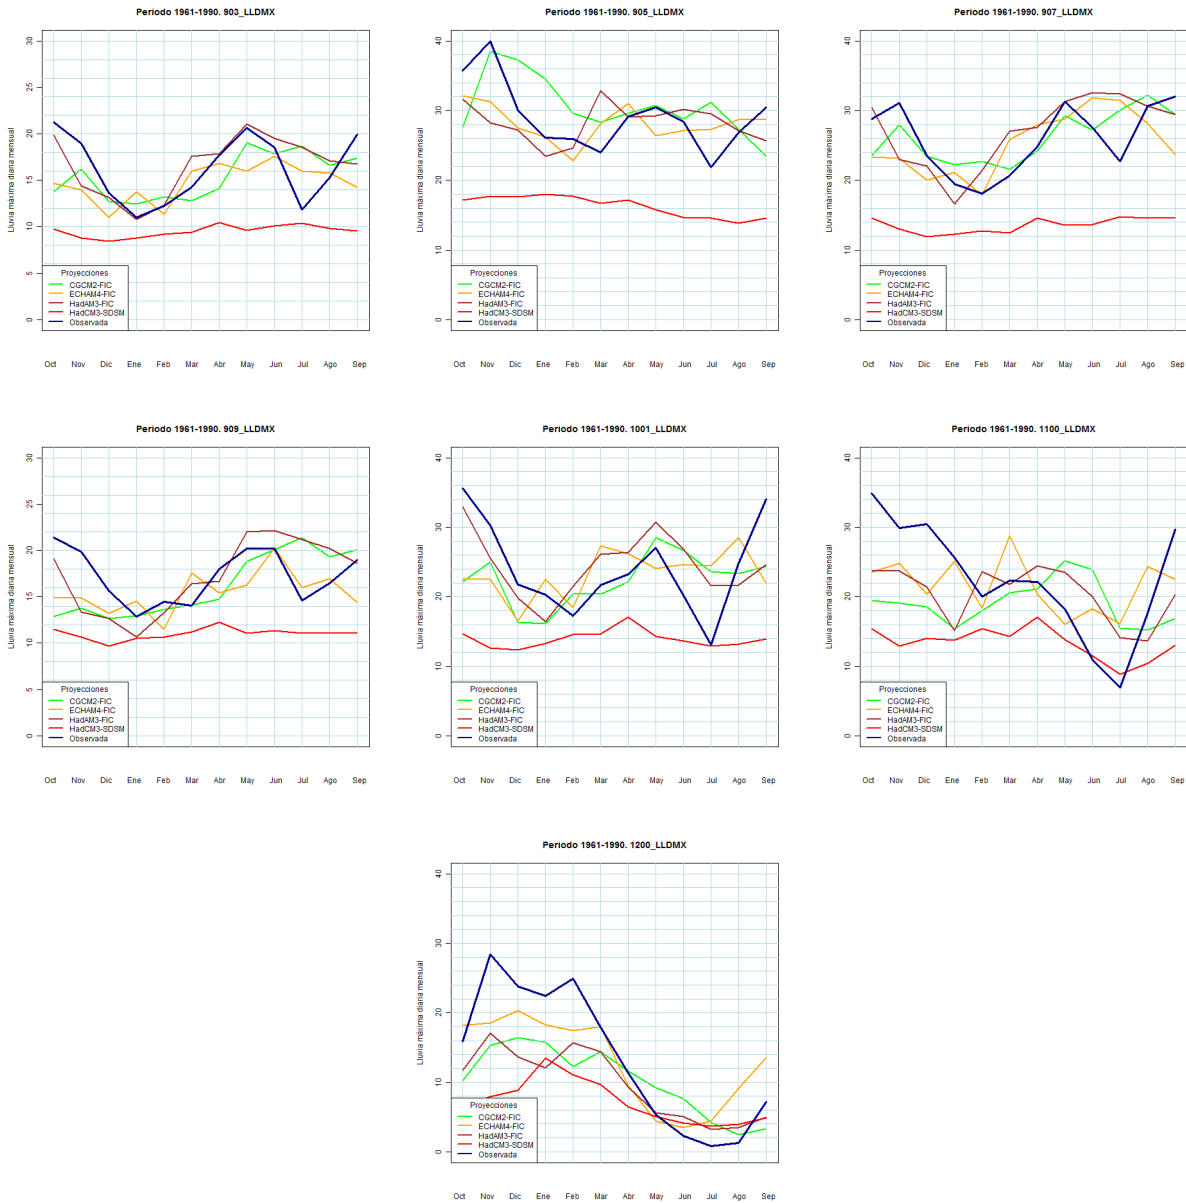 Periodo 1961-1990. 903_LLDMX
Lluvia máxima diaria mensual
30
25
20
15
10
5
0
Proyecciones
CGCM2-FIC
ECHAM4-FIC
HadAM3-FIC
HadCM3-SDSM
Observada
Oct Nov Dic Ene Feb Mar Abr May Jun Jul Ago Sep
Periodo 1961-1990. 905_LLDMX
Lluvia máxima diaria mensual
40
30
20
10
0
Proyecciones
CGCM2-FIC
ECHAM4-FIC
HadAM3-FIC
HadCM3-SDSM
Observada
Oct Nov Dic Ene Feb Mar Abr May Jun Jul Ago Sep
Periodo 1961-1990. 907_LLDMX
Lluvia máxima diaria mensual
40
30
20
10
0
Proyecciones
CGCM2-FIC
ECHAM4-FIC
HadAM3-FIC
HadCM3-SDSM
Observada
Oct Nov Dic Ene Feb Mar Abr May Jun Jul Ago Sep
Periodo 1961-1990. 909_LLDMX
Lluvia máxima diaria mensual
30
25
20
15
10
5
0
Proyecciones
CGCM2-FIC
ECHAM4-FIC
HadAM3-FIC
HadCM3-SDSM
Observada
Oct Nov Dic Ene Feb Mar Abr May Jun Jul Ago Sep
Periodo 1961-1990. 1001_LLDMX
Lluvia máxima diaria mensual
40
30
20
10
0
Proyecciones
CGCM2-FIC
ECHAM4-FIC
HadAM3-FIC
HadCM3-SDSM
Observada
Oct Nov Dic Ene Feb Mar Abr May Jun Jul Ago Sep
Periodo 1961-1990. 1100_LLDMX
Lluvia máxima diaria mensual
40
30
20
10
0
Proyecciones
CGCM2-FIC
ECHAM4-FIC
HadAM3-FIC
HadCM3-SDSM
Observada
Oct Nov Dic Ene Feb Mar Abr May Jun Jul Ago Sep
Periodo 1961-1990. 1200_LLDMX
Lluvia máxima diaria mensual
40
30
20
10
0
Proyecciones
CGCM2-FIC
ECHAM4-FIC
HadAM3-FIC
HadCM3-SDSM
Observada
Oct Nov Dic Ene Feb Mar Abr May Jun Jul Ago Sep